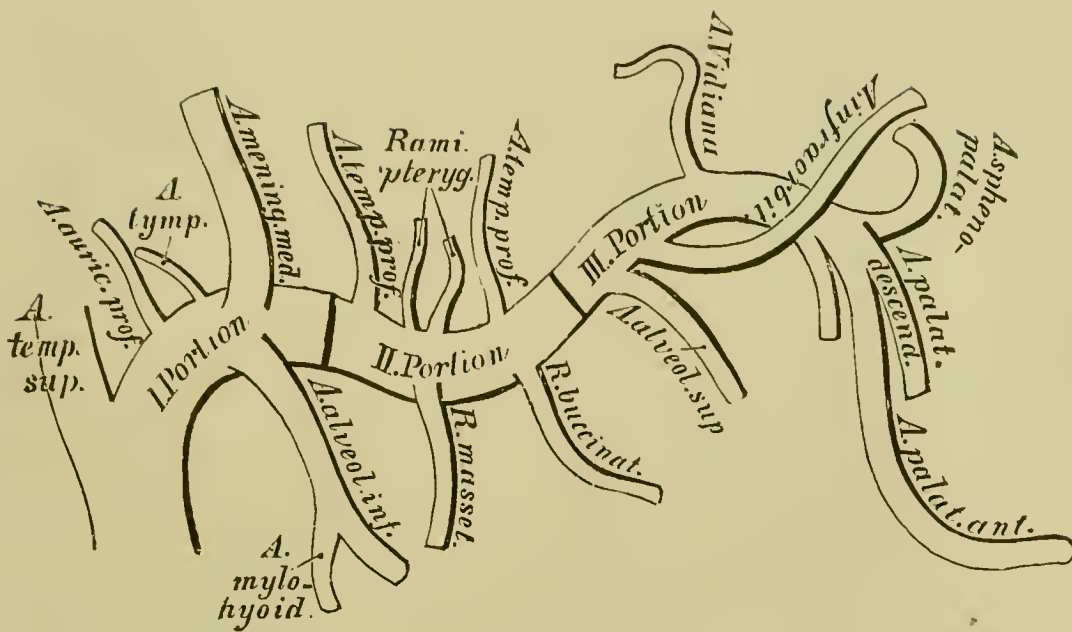 A.auric.prof.
A.
tymp.
A.mening.med.
A.temp.prof.
Rami.
pteryg.
A.temp.prof.
A.Vidiana
A.infraorbit.
A.spheno-
palat.
A.
temp.
sup.
I.Portion
II.Portion
III.Portion
A.alveol.sup
A.palat.
descend.
A.alveol.inf.
R.masset.
R.buccinat.
A.palat.ant.
A.
mylo-
hyoid.